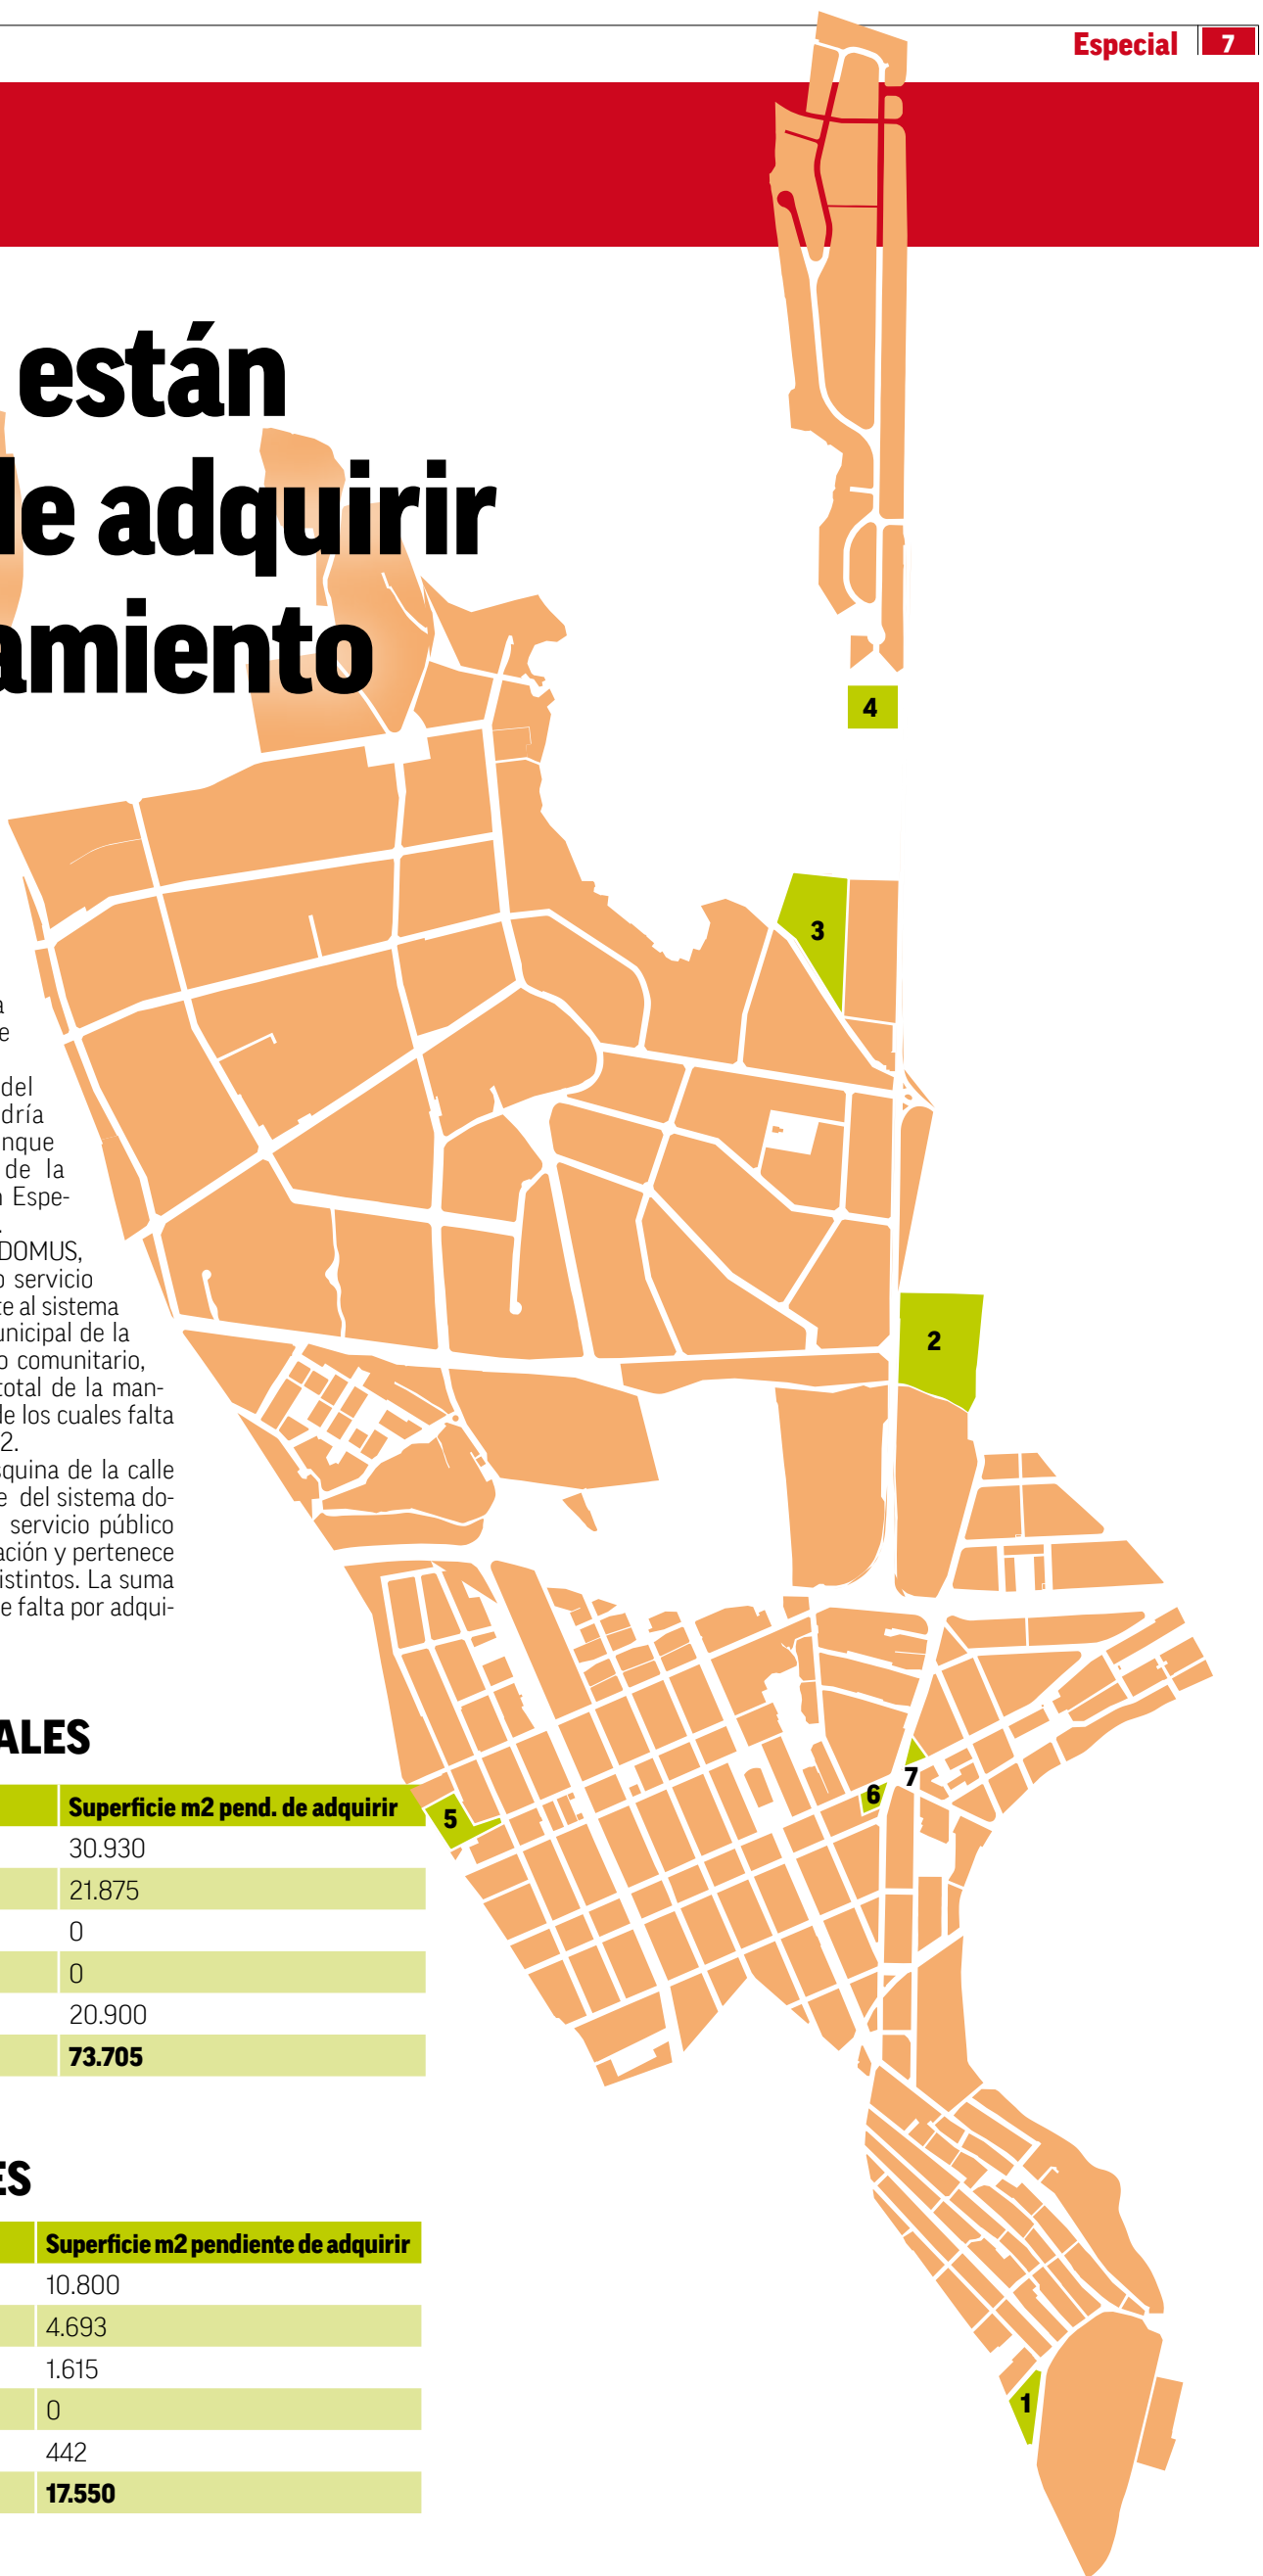 Especial 7
están
de adquirir
amiento
a
e
del
dría
nque
de la
n Espe-
.
DOMUS,
o servicio
te al sistema
unicipal de la
o comunitario,
total de la man-
de los cuales falta
2.
squina de la calle
e del sistema do-
servicio público
ación y pertenece
istintos. La suma
e falta por adqui-
ALES
Superficie m2 pend. de adquirir
30.930
21.875
0
0
20.900
73.705
ES
Superficie m2 pendiente de adquirir
10.800
4.693
1.615
0
442
17.550
4
3
2
7
6
5
1